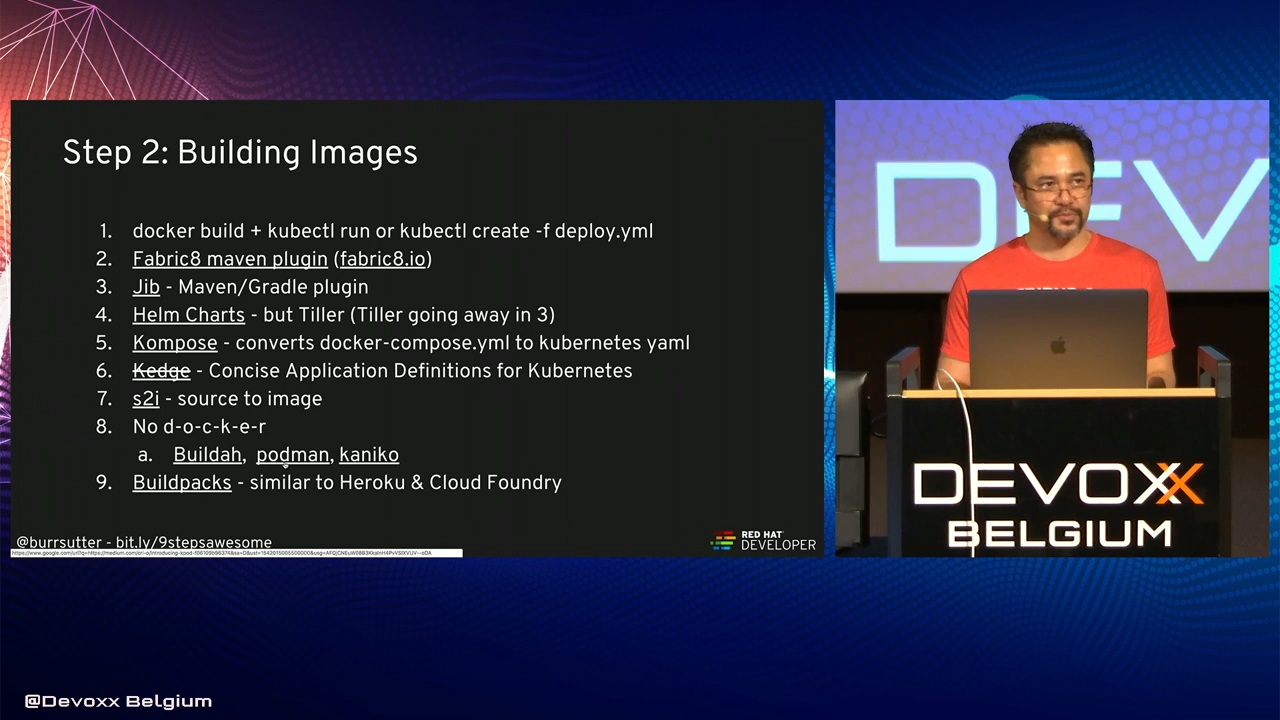 Step 2: Building Images
1. docker build + kubectl run or kubectl create -f deploy.yml
2. Fabric8 maven plugin (fabric8.io)
3. Jib - Maven/Gradle plugin
4. Helm Charts - but Tiller (Tiller going away in 3)
5. Kompose - converts docker-compose.yml to kubernetes yaml
6. Kedge - Concise Application Definitions for Kubernetes
7. s2i - source to image
8. No d-o-c-k-e-r
a. Buildah, podman, kaniko
9. Buildpacks - similar to Heroku & Cloud Foundry
@burrsutter - bit.ly/9stepsawesome
RED HAT
DEVELOPER
DEV
DEVOXX
BELGIUM
@Devoxx Belgium